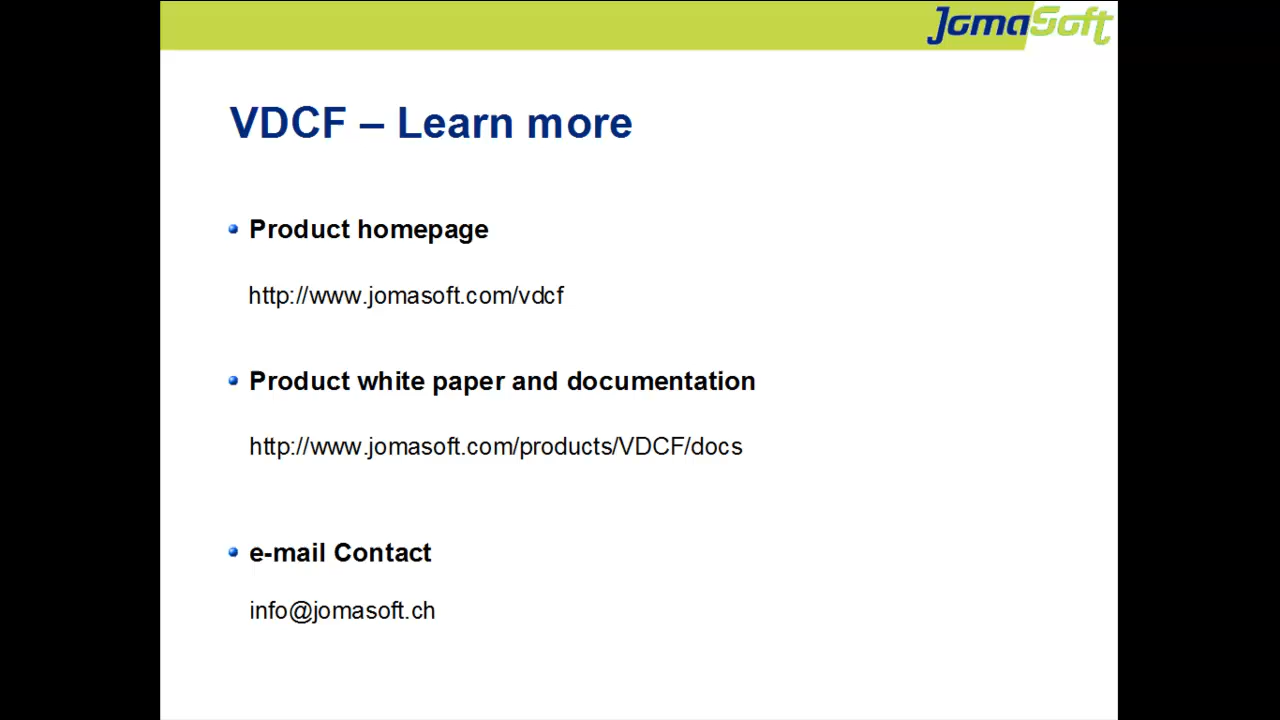 JomaSoft
VDCF – Learn more
Product homepage
http://www.jomasoft.com/vdcf
Product white paper and documentation
http://www.jomasoft.com/products/VDCF/docs
e-mail Contact
info@jomasoft.ch